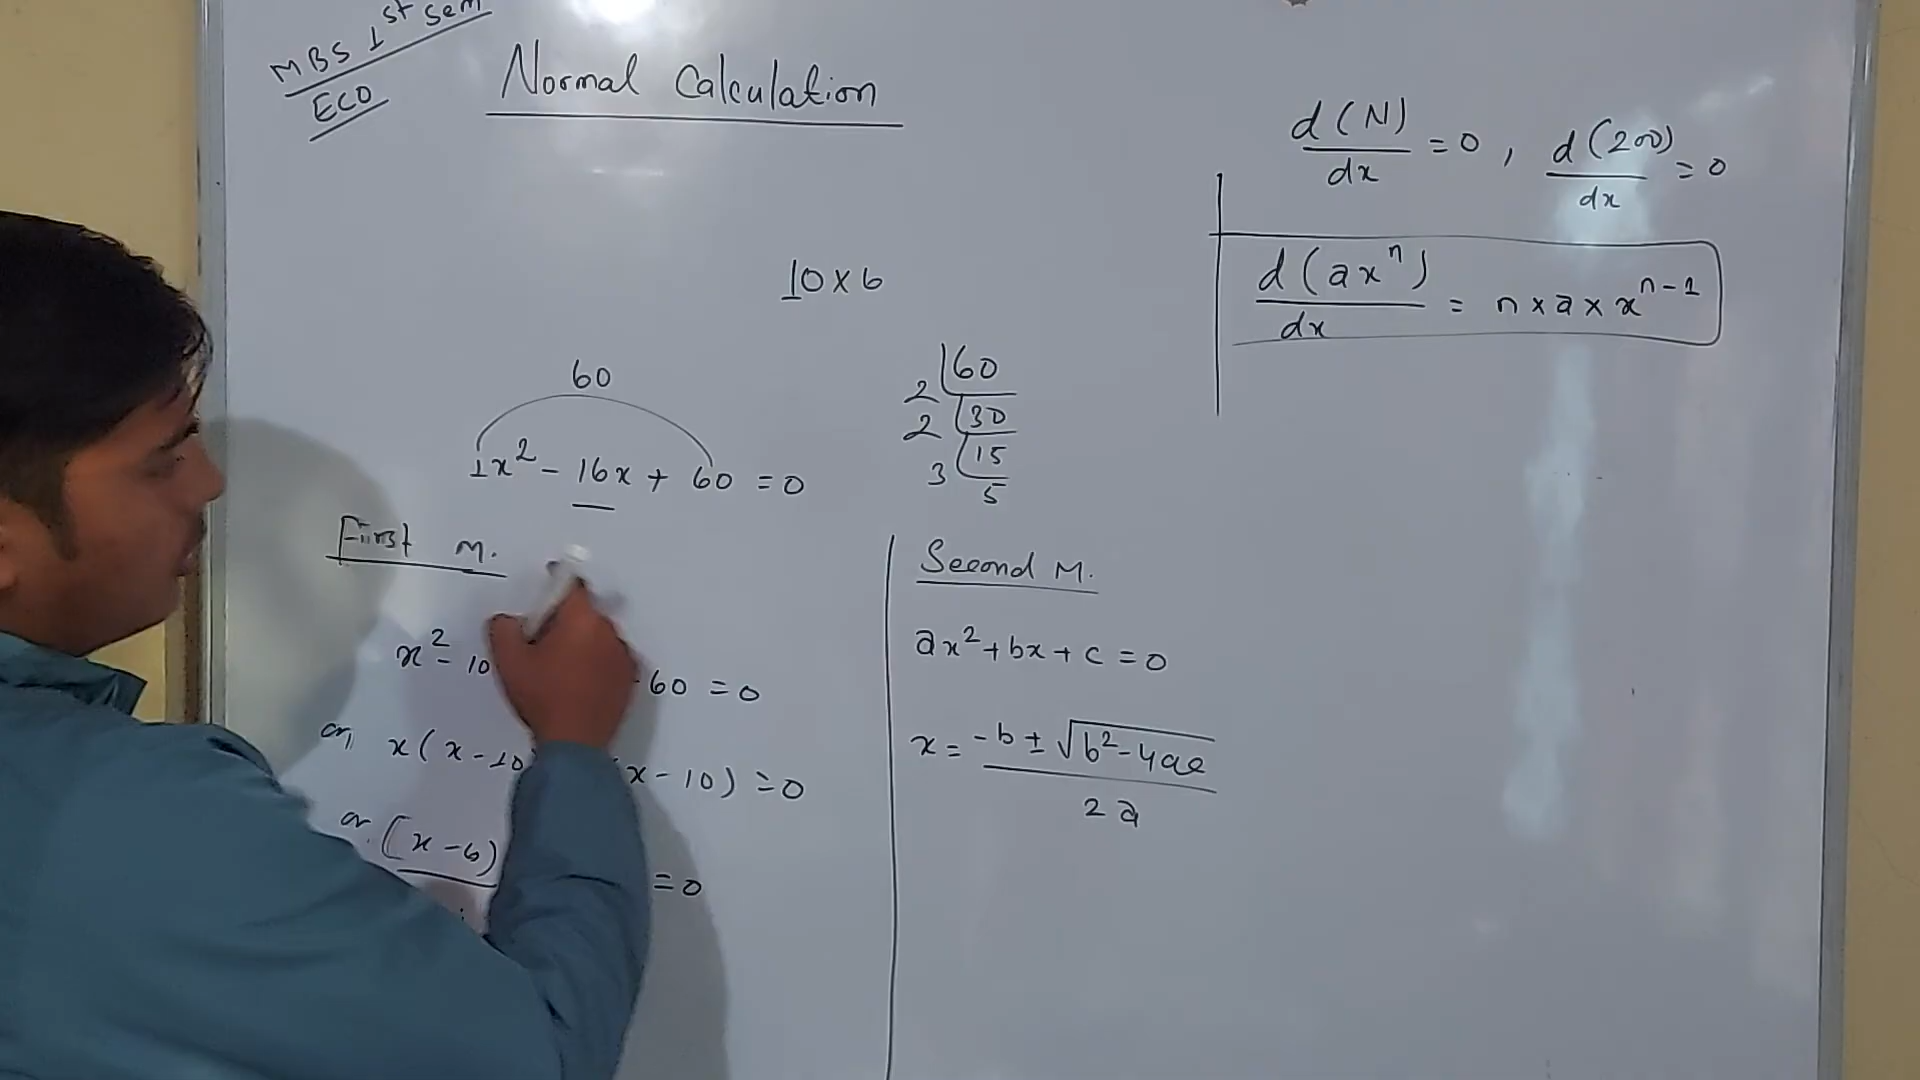 MBS 1st Sem
ECO
Normal Calculation
d(N)/dx = 0 , d(200)/dx = 0
d(ax^n)/dx = n x a x x^n-1
10 x 6
60
1x² - 16x + 60 = 0
2 60
2 30
3 15
5
First M.
x² - 10 60 = 0
or, x(x - 10) (x - 10) = 0
or. (x - 6) = 0
Second M.
ax² + bx + c = 0
x = -b ± √b² - 4ac / 2a